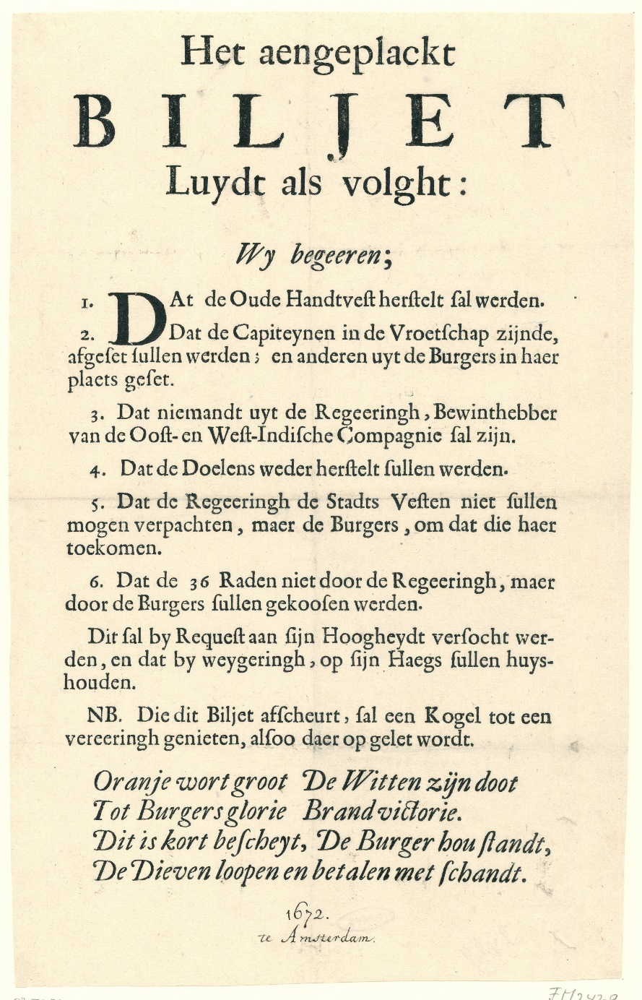 Het aengeplackt
BILJET
Luydt als volght:
Wy begeeren;
1. DAt de Oude Handtveſt herſtelt ſal werden.
2. Dat de Capiteynen in de Vroetſchap zijnde,
afgeſet ſullen werden; en anderen uyt de Burgers in haer
plaets geſet.
3. Dat niemandt uyt de Regeeringh, Bewinthebber
van de Ooſt- en Weſt-Indiſche Compagnie ſal zijn.
4. Dat de Doelens weder herſtelt ſullen werden.
5. Dat de Regeeringh de Stadts Veſten niet ſullen
mogen verpachten, maer de Burgers, om dat die haer
toekomen.
6. Dat de 36 Raden niet door de Regeeringh, maer
door de Burgers ſullen gekooſen werden.
Dit ſal by Requeſt aan ſijn Hoogheydt verſocht wer-
den, en dat by weygeringh, op ſijn Haegs ſullen huys-
houden.
NB. Die dit Biljet afſcheurt, ſal een Kogel tot een
vereeringh genieten, alſoo daer op gelet wordt.
Oranje wort groot De Witten zijn doot
Tot Burgers glorie Brand victorie.
Dit is kort beſcheyt, De Burger hou ſtandt,
De Dieven loopen en betalen met ſchandt.
1672.
te Amsterdam.